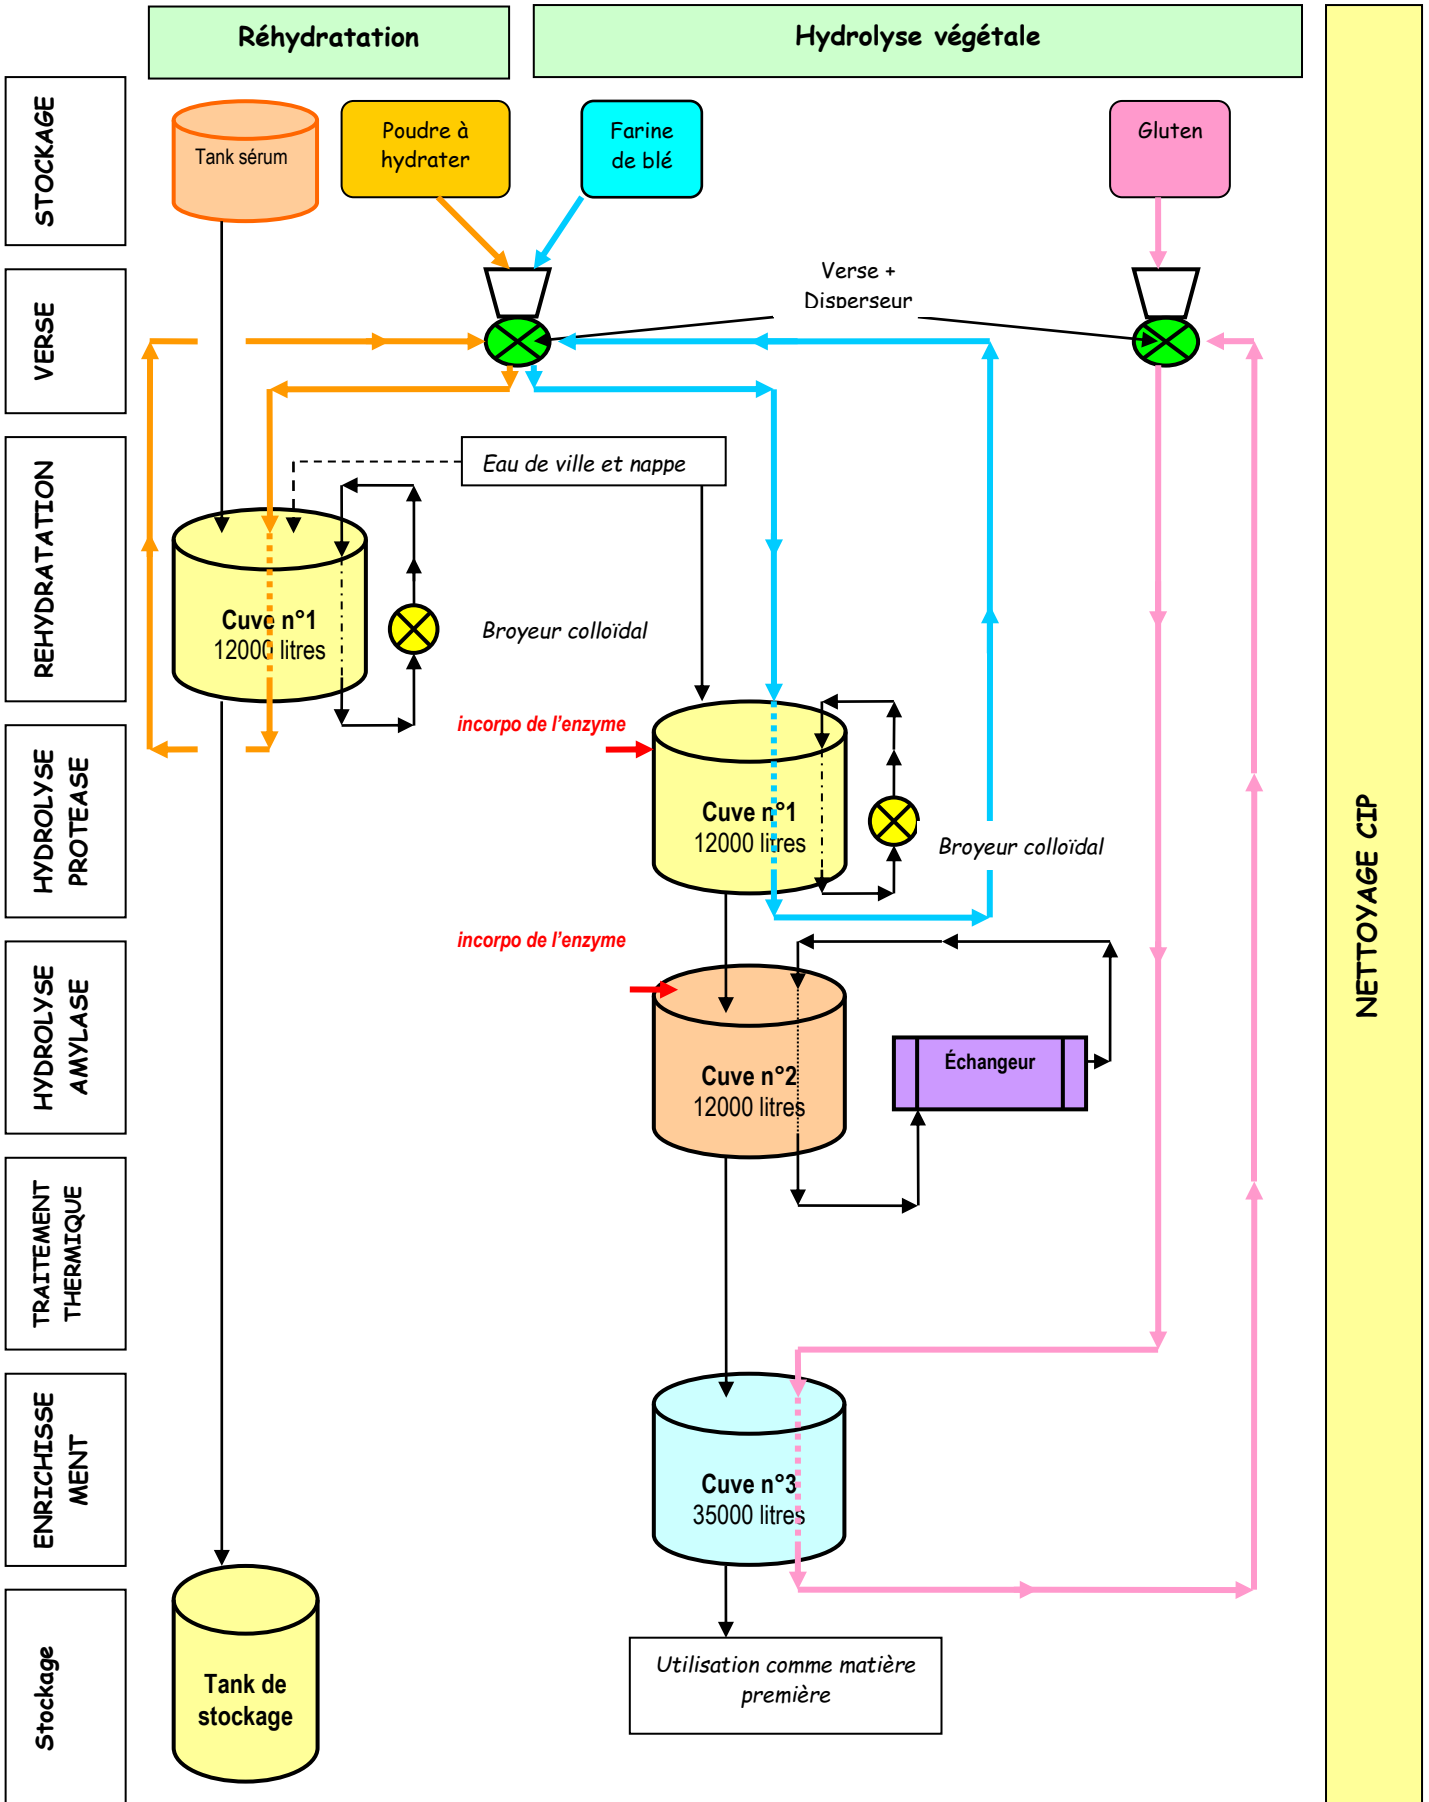 Réhydratation
Hydrolyse végétale
STOCKAGE
Tank sérum
Poudre à
hydrater
Farine
de blé
Gluten
VERSE
Verse +
Disperseur
REHYDRATATION
Eau de ville et nappe
Cuve n°1
12000 litres
Broyeur colloïdal
HYDROLYSE
PROTEASE
incorpo de l'enzyme
Cuve n°1
12000 litres
Broyeur colloïdal
HYDROLYSE
AMYLASE
incorpo de l'enzyme
Cuve n°2
12000 litres
Échangeur
TRAITEMENT
THERMIQUE
ENRICHISSE
MENT
Cuve n°3
35000 litres
Stockage
Tank de
stockage
Utilisation comme matière
première
NETTOYAGE CIP